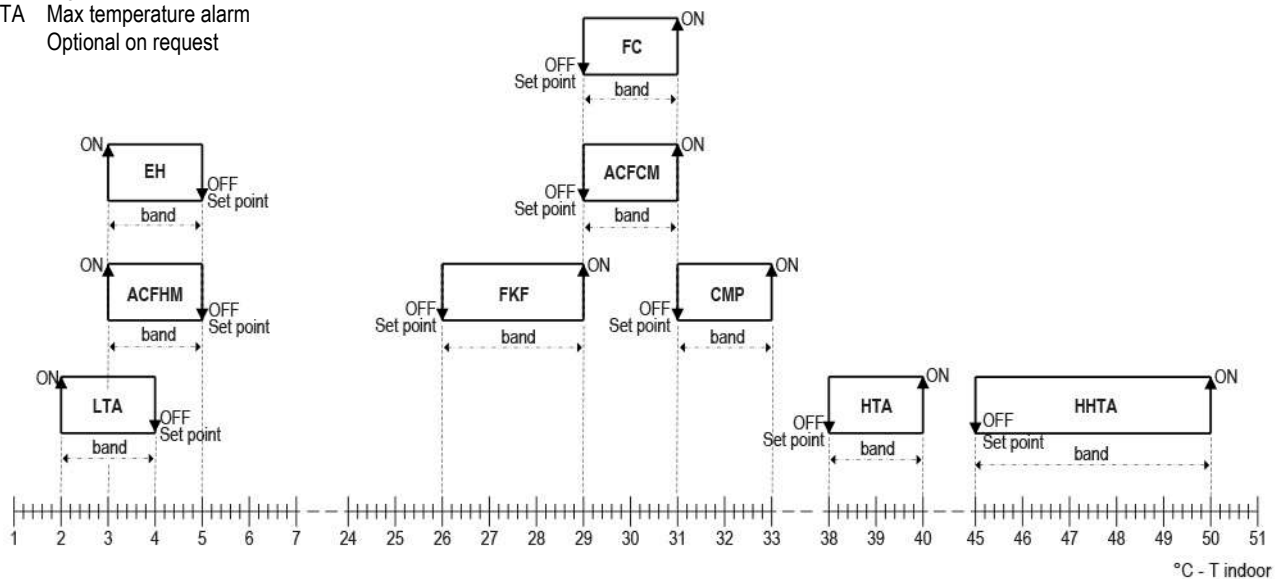 TA Max temperature alarm
Optional on request
ON
FC
OFF
Set point
band
ON
EH
OFF
Set point
band
ON
ACFCM
OFF
Set point
band
ON
ACFHM
OFF
Set point
band
ON
FKF
OFF
Set point
band
ON
CMP
OFF
Set point
band
ON
LTA
OFF
Set point
band
ON
HTA
OFF
Set point
band
ON
HHTA
OFF
Set point
band
1 2 3 4 5 6 7 24 25 26 27 28 29 30 31 32 33 38 39 40 45 46 47 48 49 50 51
°C - T indoor